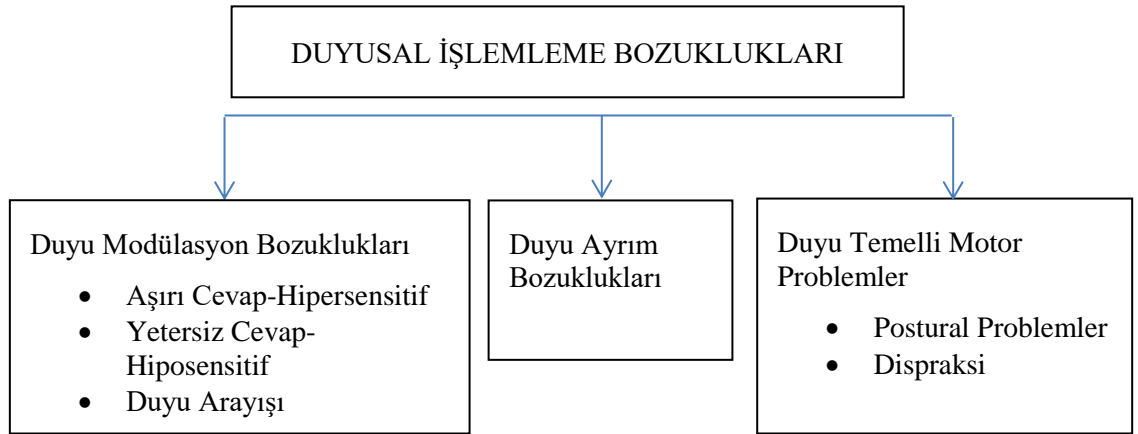 DUYUSAL İŞLEMLEME BOZUKLUKLARI
Duyu Modülasyon Bozuklukları
• Aşırı Cevap-Hipersensitif
• Yetersiz Cevap-
Hiposensitif
• Duyu Arayışı
Duyu Ayrım
Bozuklukları
Duyu Temelli Motor
Problemler
• Postural Problemler
• Dispraksi